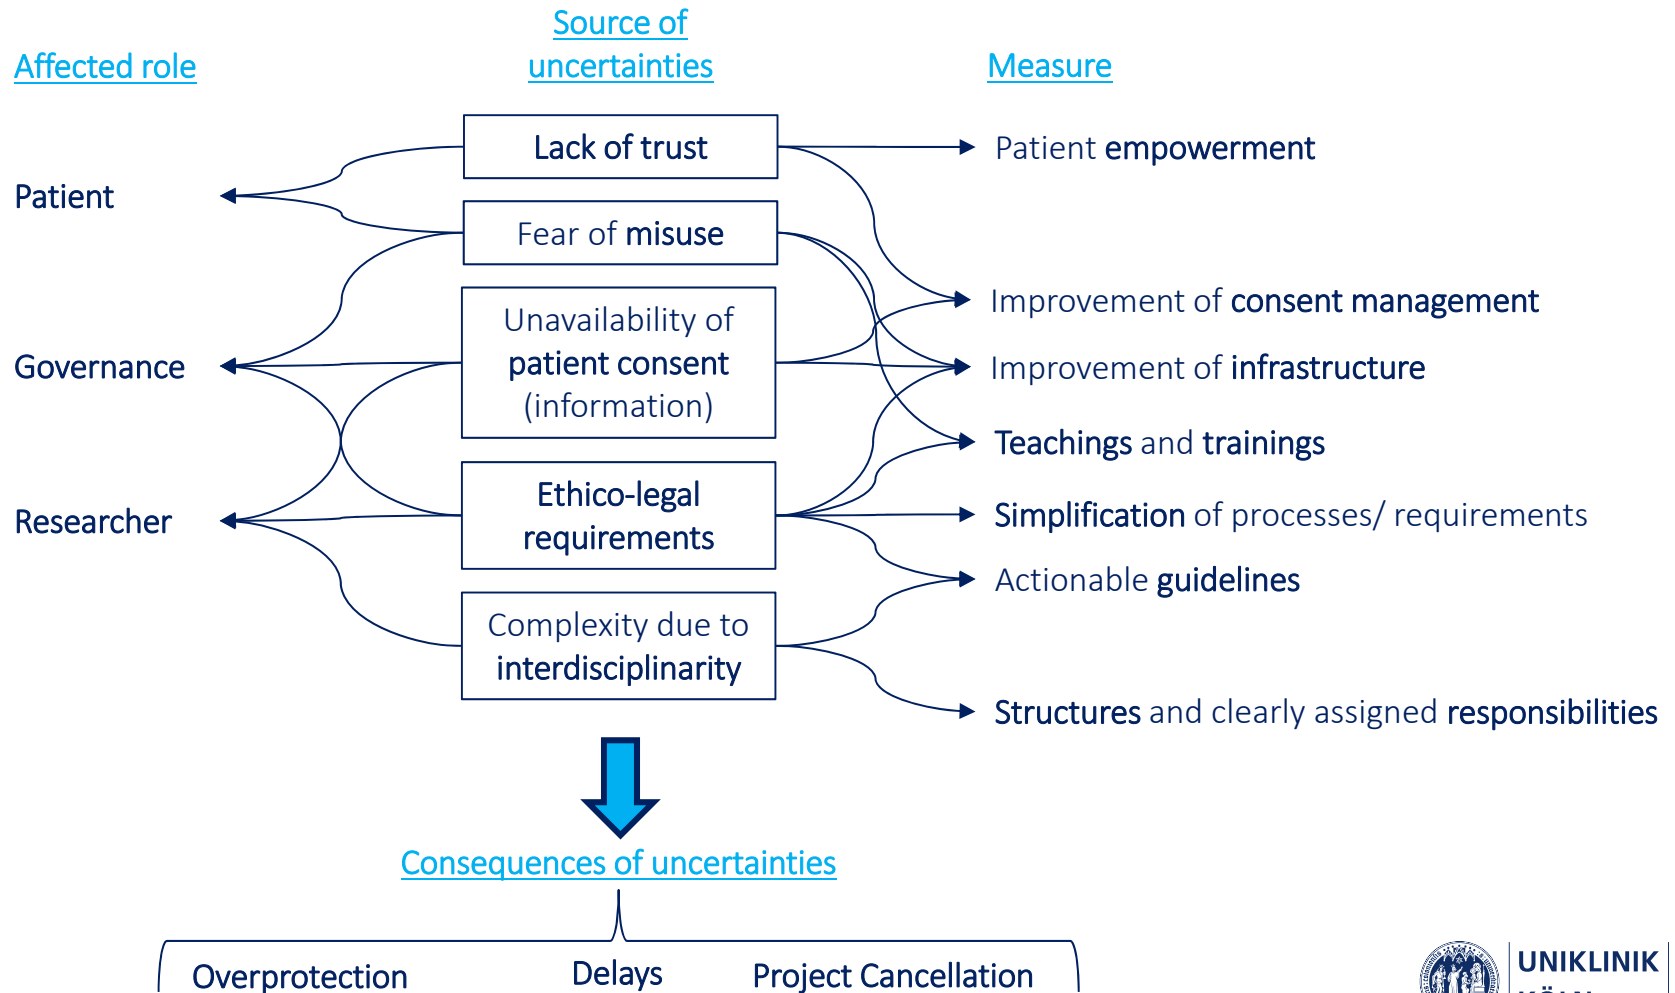 Affected role
Source of
uncertainties
Measure
Patient
Governance
Researcher
Lack of trust
Fear of misuse
Unavailability of
patient consent
(information)
Ethico-legal
requirements
Complexity due to
interdisciplinarity
Patient empowerment
Improvement of consent management
Improvement of infrastructure
Teachings and trainings
Simplification of processes/ requirements
Actionable guidelines
Structures and clearly assigned responsibilities
Consequences of uncertainties
Overprotection
Delays
Project Cancellation
UNIKLINIK
KÖLN